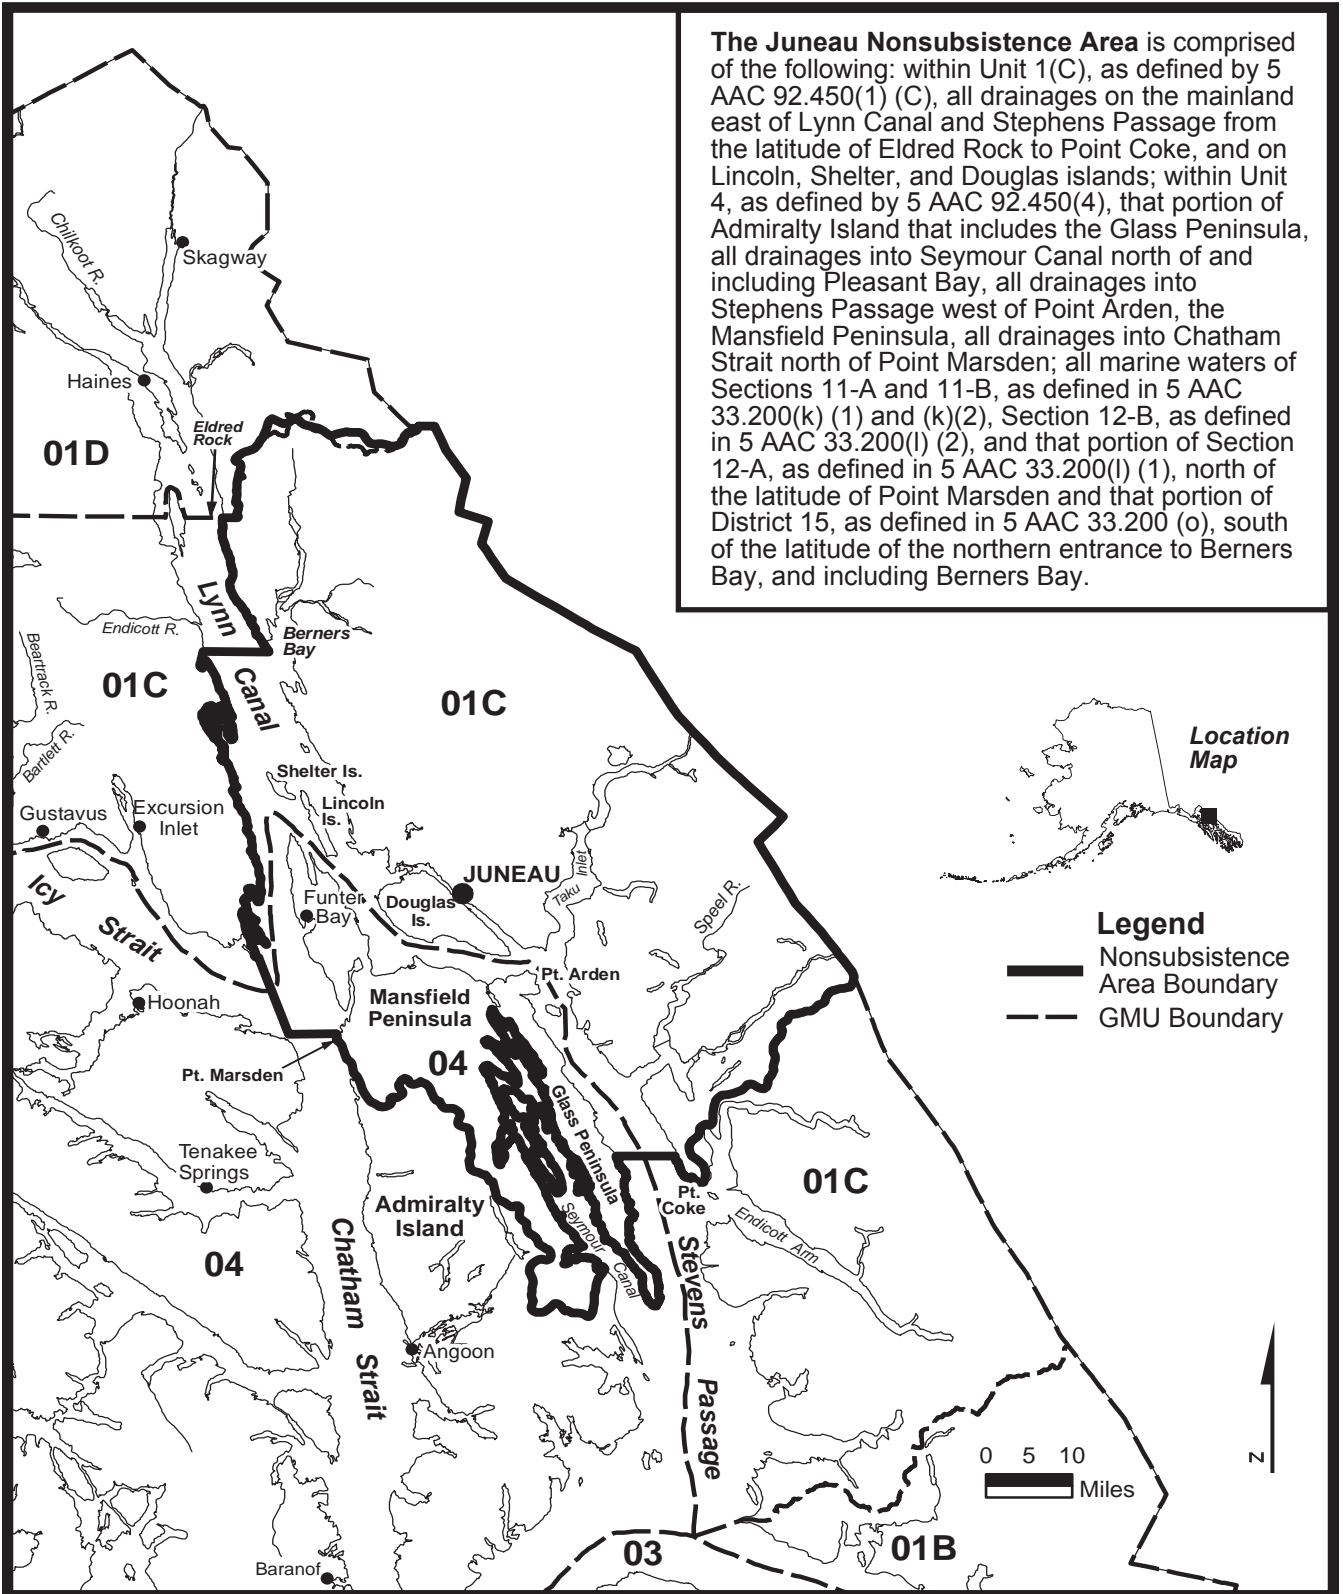 The Juneau Nonsubsistence Area is comprised
of the following: within Unit 1(C), as defined by 5
AAC 92.450(1) (C), all drainages on the mainland
east of Lynn Canal and Stephens Passage from
the latitude of Eldred Rock to Point Coke, and on
Lincoln, Shelter, and Douglas islands; within Unit
4, as defined by 5 AAC 92.450(4), that portion of
Admiralty Island that includes the Glass Peninsula,
all drainages into Seymour Canal north of and
including Pleasant Bay, all drainages into
Stephens Passage west of Point Arden, the
Mansfield Peninsula, all drainages into Chatham
Strait north of Point Marsden; all marine waters of
Sections 11-A and 11-B, as defined in 5 AAC
33.200(k) (1) and (k)(2), Section 12-B, as defined
in 5 AAC 33.200(l) (2), and that portion of Section
12-A, as defined in 5 AAC 33.200(l) (1), north of
the latitude of Point Marsden and that portion of
District 15, as defined in 5 AAC 33.200 (o), south
of the latitude of the northern entrance to Berners
Bay, and including Berners Bay.
Chilkoot R.
Skagway
Haines
Eldred
Rock
01D
Lynn
Canal
Endicott R.
Berners
Bay
Beartrack R.
01C
01C
Bartlett R.
Location
Map
Shelter Is.
Lincoln
Is.
Gustavus
Excursion
Inlet
JUNEAU
Taku Inlet
Funter
Bay
Douglas
Is.
Speel R.
Icy
Strait
Legend
Nonsubsistence
Area Boundary
GMU Boundary
Pt. Arden
Hoonah
Mansfield
Peninsula
04
Pt. Marsden
Glass Peninsula
Tenakee
Springs
Pt.
Coke
01C
Admiralty
Island
Seymour
Canal
Endicott Arm
04
Chatham
Strait
Stevens
Passage
Angoon
0 5 10
Miles
N
Baranof
03
01B